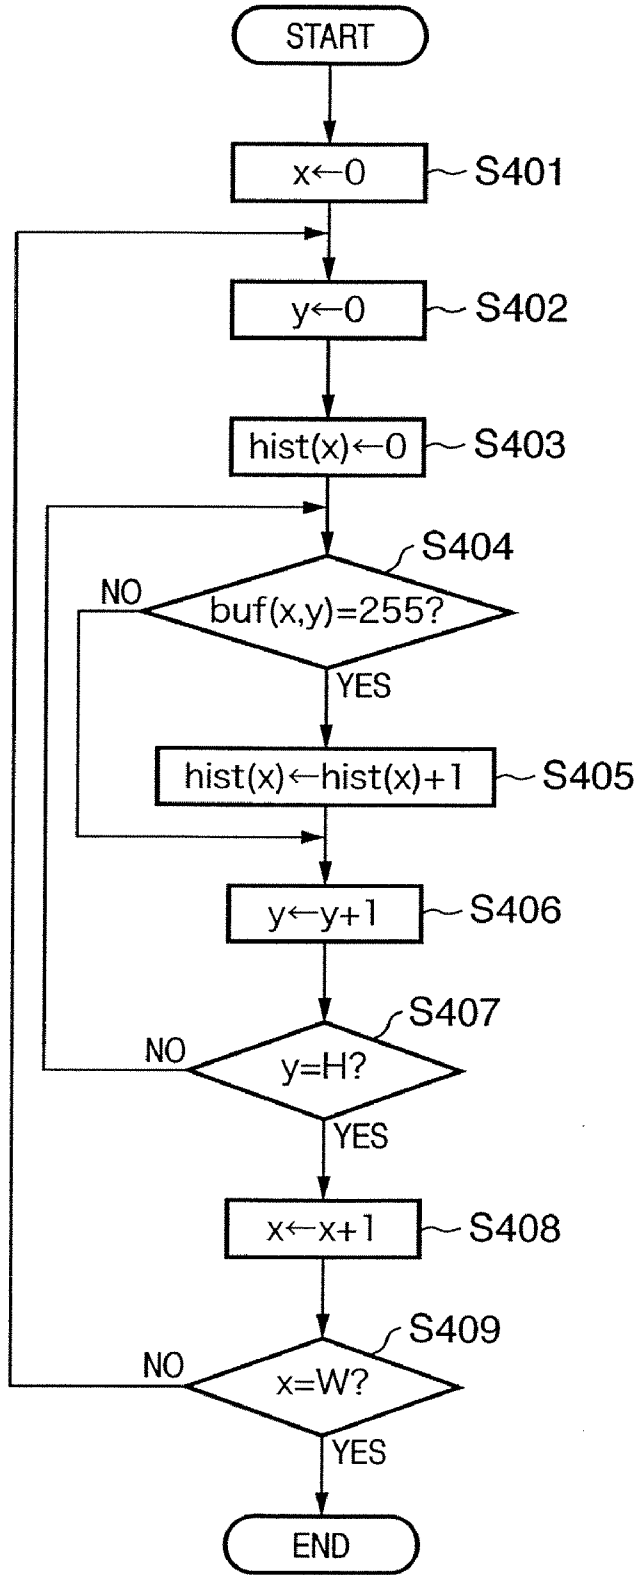 START
x←0
S401
y←0
S402
hist(x)←0
S403
S404
NO
buf(x,y)=255?
YES
hist(x)←hist(x)+1
S405
y←y+1
S406
S407
NO
y=H?
YES
x←x+1
S408
S409
NO
x=W?
YES
END